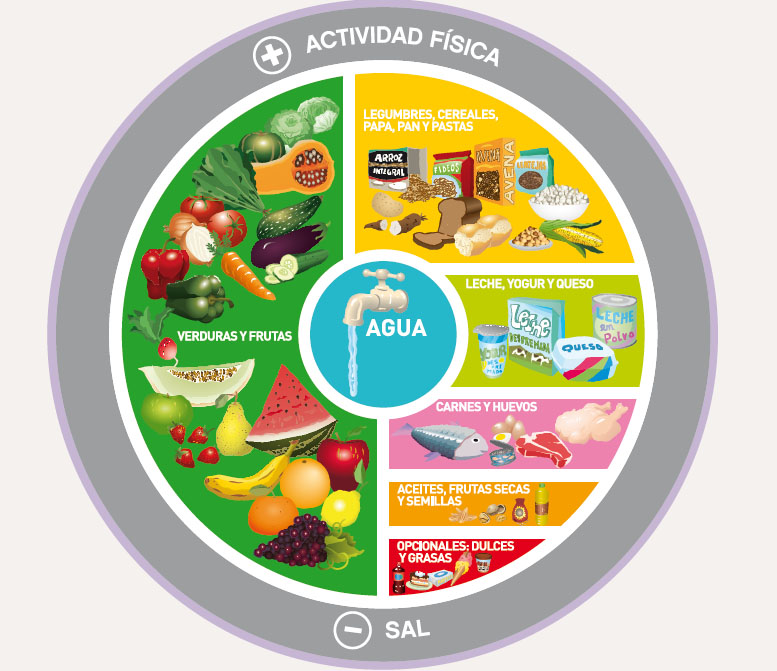 + ACTIVIDAD FÍSICA
LEGUMBRES, CEREALES,
PAPA, PAN Y PASTAS
ARROZ
INTEGRAL
FIDEOS
AVENA
LECHE, YOGUR Y QUESO
Leche
YOGUR
QUESO
LECHE
en
Polvo
VERDURAS Y FRUTAS
AGUA
CARNES Y HUEVOS
ACEITES, FRUTAS SECAS
Y SEMILLAS
OPCIONALES: DULCES
Y GRASAS
− SAL